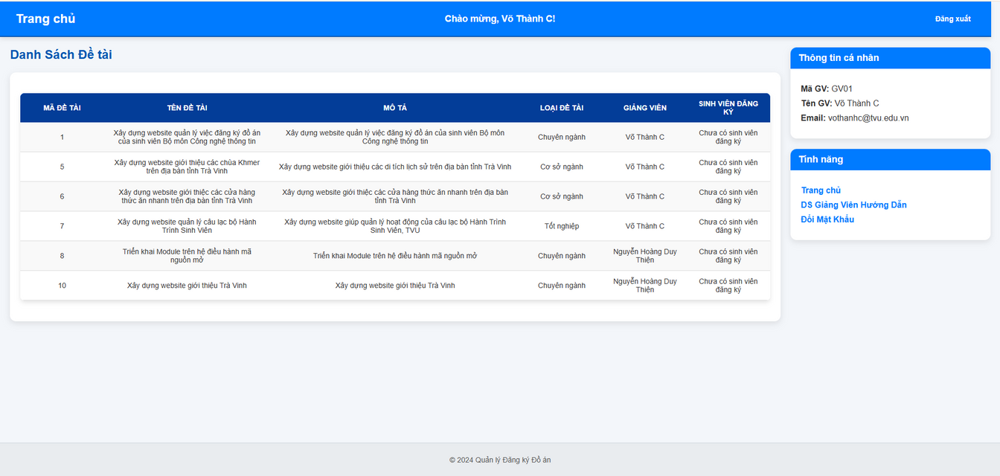 Trang chủ
Chào mừng, Võ Thành C!
Đăng xuất
Danh Sách Đề tài
MÃ ĐỀ TÀI TÊN ĐỀ TÀI MÔ TẢ LOẠI ĐỀ TÀI GIẢNG VIÊN SINH VIÊN ĐĂNG
KÝ
1 Xây dựng website quản lý việc đăng ký đồ án
của sinh viên Bộ môn Công nghệ thông tin
Xây dựng website quản lý việc đăng ký đồ án của sinh viên Bộ môn
Công nghệ thông tin
Chuyên ngành
Võ Thành C
Chưa có sinh viên
đăng ký
5 Xây dựng website giới thiệu các chùa Khmer
trên địa bàn tỉnh Trà Vinh
Xây dựng website giới thiệu các di tích lịch sử trên địa bàn tỉnh Trà Vinh
Cơ sở ngành
Võ Thành C
Chưa có sinh viên
đăng ký
6 Xây dựng website giới thiệc các cửa hàng
thức ăn nhanh trên địa bàn tỉnh Trà Vinh
Xây dựng website giới thiệc các cửa hàng thức ăn nhanh trên địa bàn
tỉnh Trà Vinh
Cơ sở ngành
Võ Thành C
Chưa có sinh viên
đăng ký
7 Xây dựng website quản lý câu lạc bộ Hành
Trình Sinh Viên
Xây dựng website giúp quản lý hoạt động của câu lạc bộ Hành Trình
Sinh Viên, TVU
Tốt nghiệp
Võ Thành C
Chưa có sinh viên
đăng ký
8 Triển khai Module trên hệ điều hành mã
nguồn mở
Triển khai Module trên hệ điều hành mã nguồn mở
Chuyên ngành
Nguyễn Hoàng Duy
Thiện
Chưa có sinh viên
đăng ký
10 Xây dựng website giới thiệu Trà Vinh
Xây dựng website giới thiệu Trà Vinh
Chuyên ngành
Nguyễn Hoàng Duy
Thiện
Chưa có sinh viên
đăng ký
Thông tin cá nhân
Mã GV: GV01
Tên GV: Võ Thành C
Email: vothanhc@tvu.edu.vn
Tính năng
Trang chủ
DS Giảng Viên Hướng Dẫn
Đổi Mật Khẩu
© 2024 Quản lý Đăng ký Đồ án